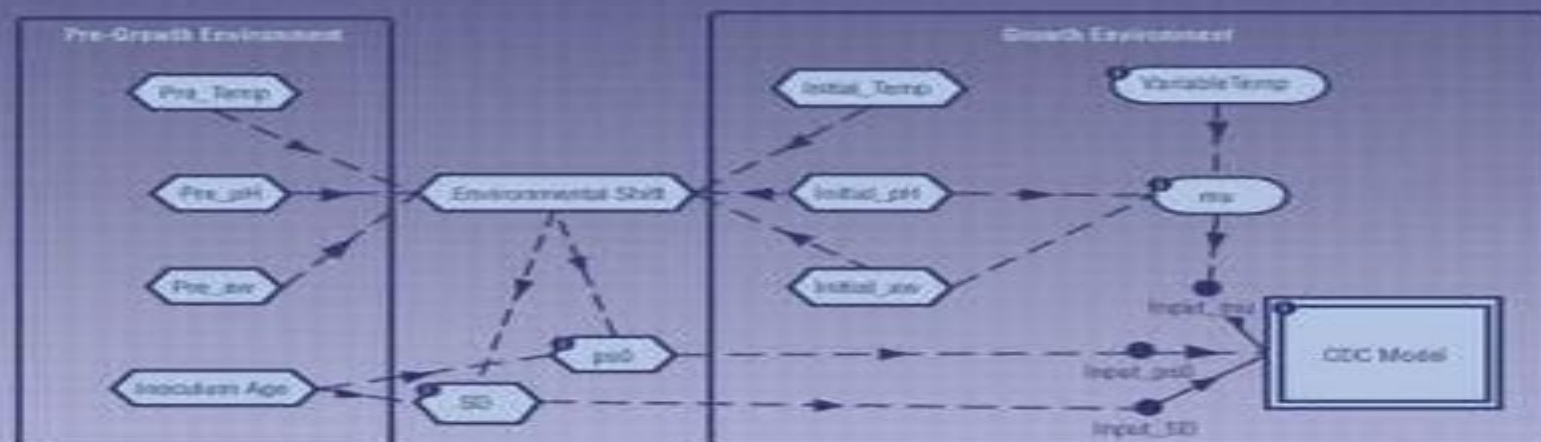 Pre-Growth Environment
Growth Environment
Pre_Temp
Initial_Temp
VariableTemp
Pre_pH
Environmental Shift
Initial_pH
mu
Pre_aw
Initial_aw
Input_mu
psi0
CDC Model
Input_psi0
Inoculum Age
SD
Input_SD